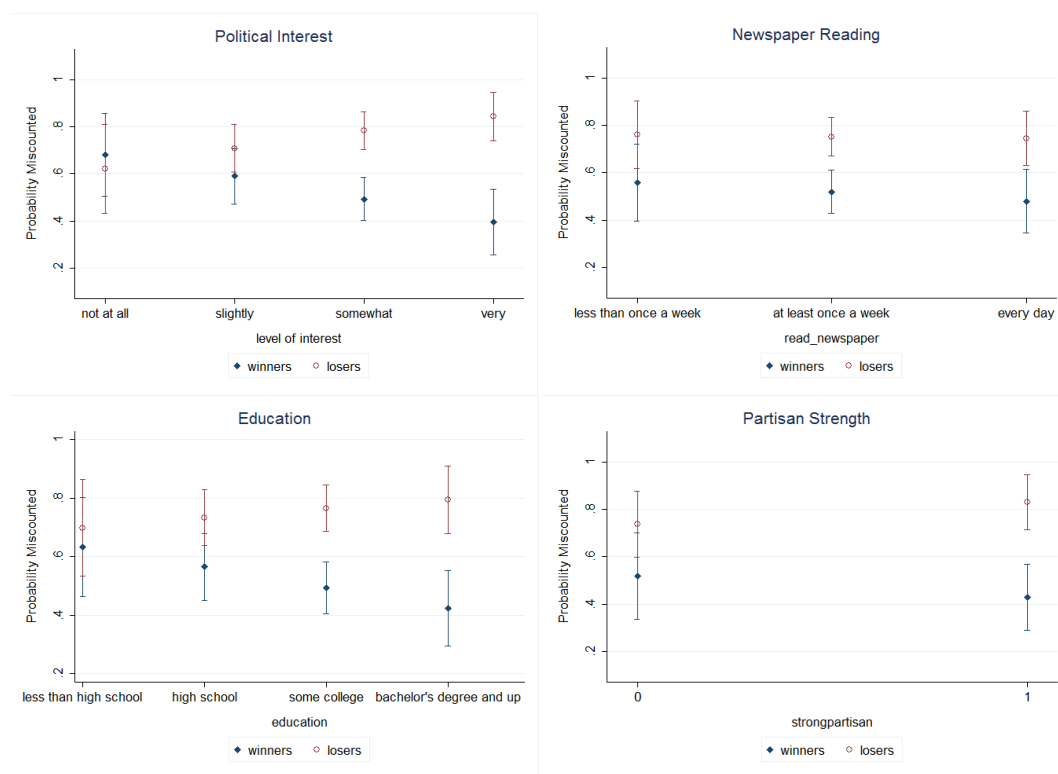 Political Interest
Probability Miscounted
1
.8
.6
.4
.2
not at all slightly somewhat very
level of interest
winners losers
Newspaper Reading
Probability Miscounted
1
.8
.6
.4
.2
less than once a week at least once a week every day
read_newspaper
winners losers
Education
Probability Miscounted
1
.8
.6
.4
.2
less than high school high school some college bachelor's degree and up
education
winners losers
Partisan Strength
Probability Miscounted
1
.8
.6
.4
.2
0 1
strongpartisan
winners losers